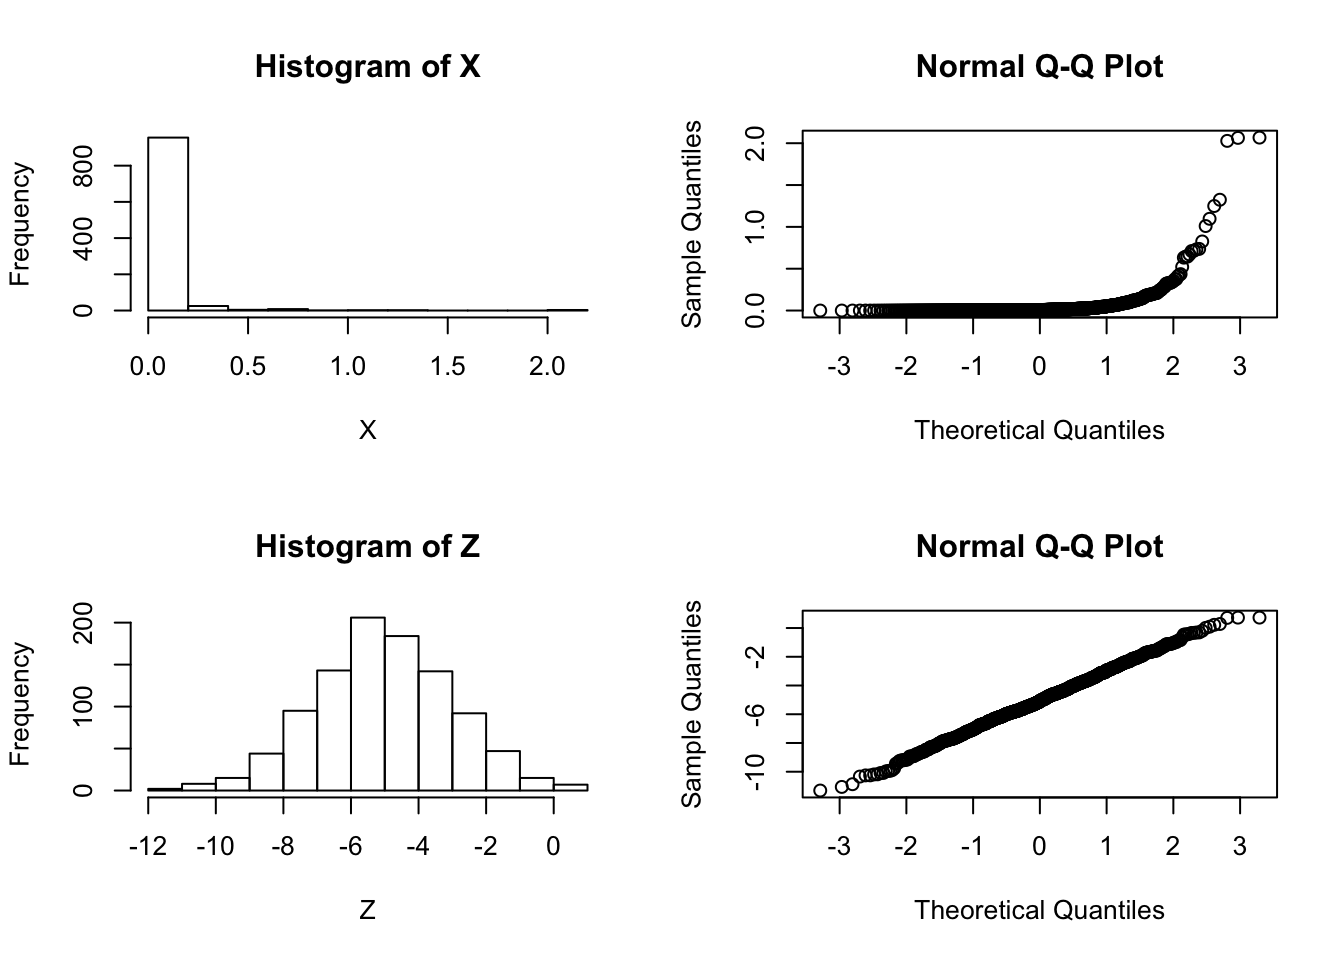 Histogram of X
Frequency
800
400
0
0.0 0.5 1.0 1.5 2.0
X
Normal Q-Q Plot
Sample Quantiles
2.0
1.0
0.0
-3 -2 -1 0 1 2 3
Theoretical Quantiles
Histogram of Z
Frequency
200
100
0
-12 -10 -8 -6 -4 -2 0
Z
Normal Q-Q Plot
Sample Quantiles
-2
-6
-10
-3 -2 -1 0 1 2 3
Theoretical Quantiles